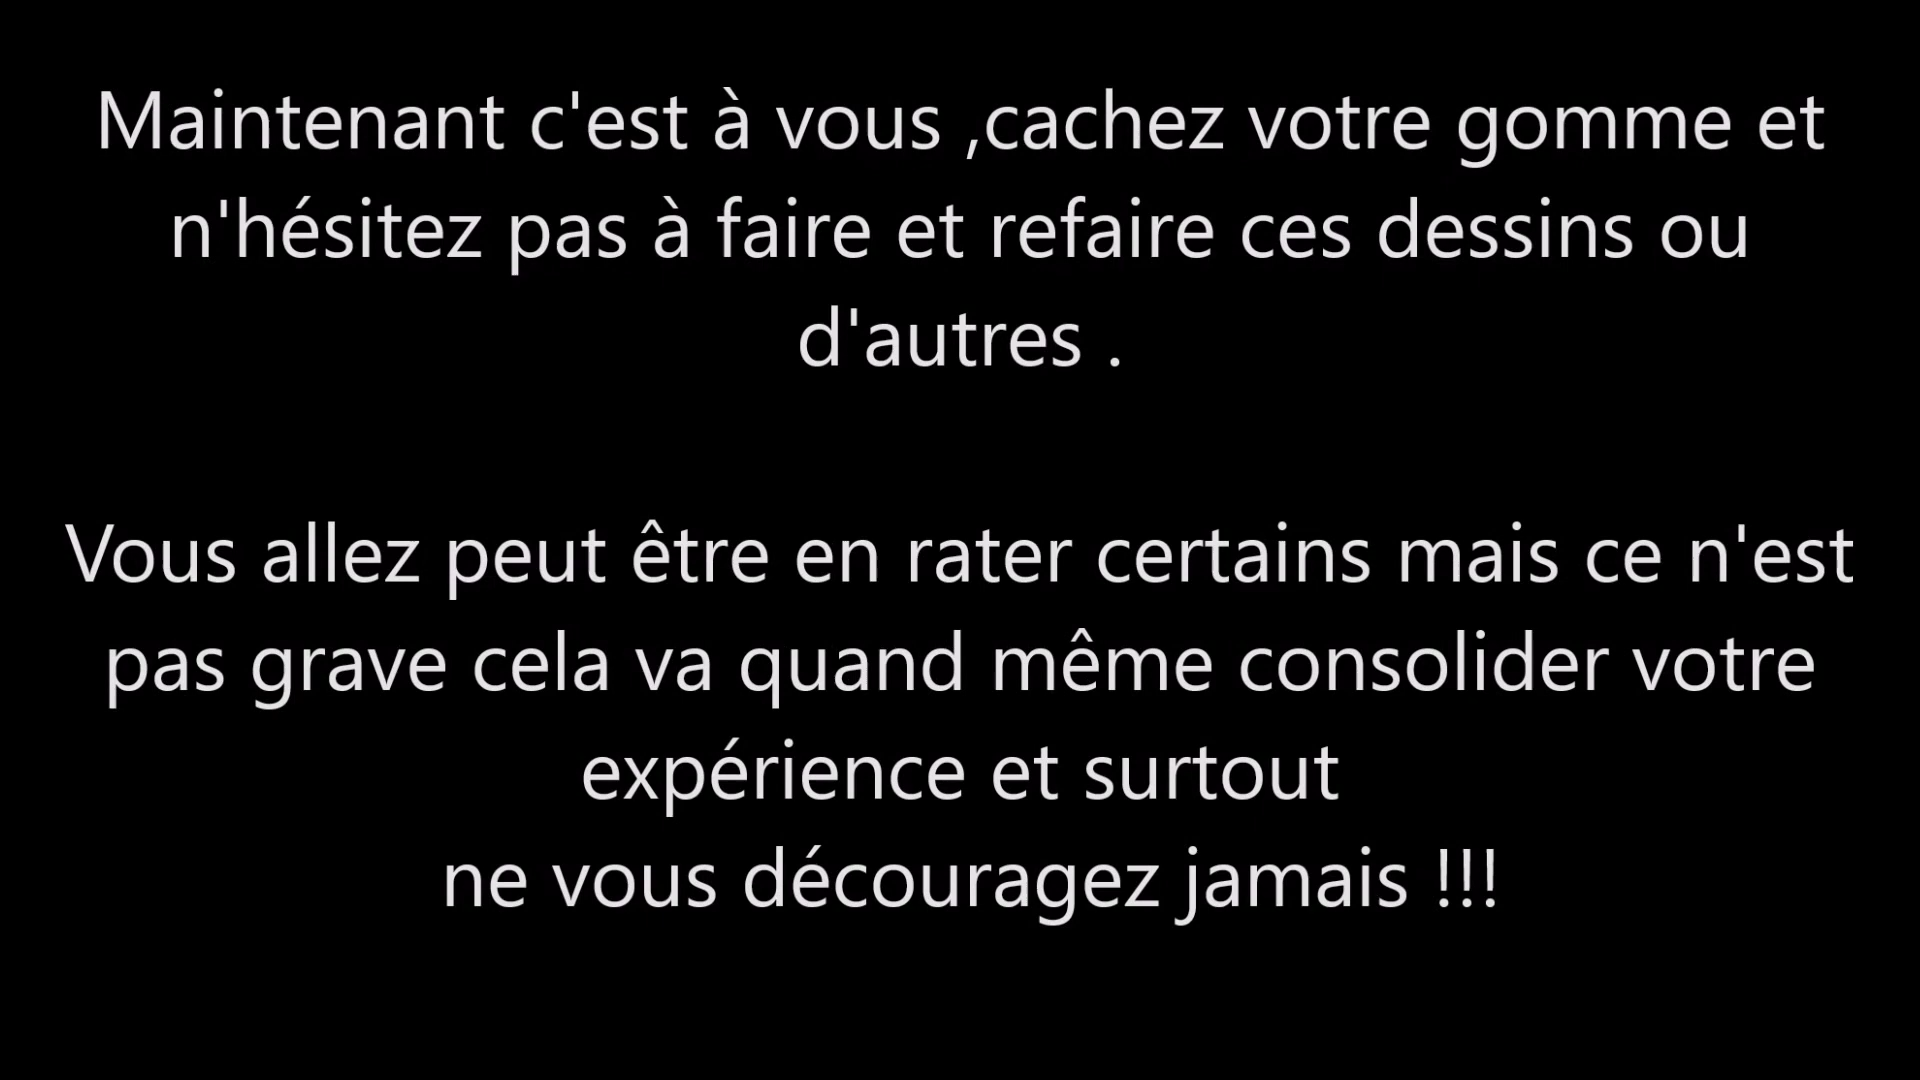 Maintenant c'est à vous ,cachez votre gomme et
n'hésitez pas à faire et refaire ces dessins ou
d'autres .
Vous allez peut être en rater certains mais ce n'est
pas grave cela va quand même consolider votre
expérience et surtout
ne vous découragez jamais !!!